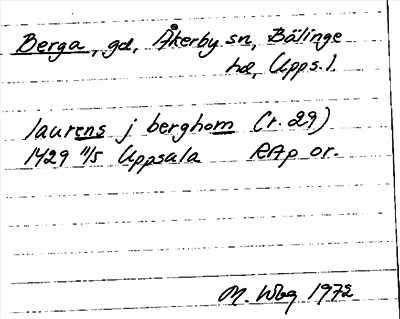 Berga, gd, Åkerby sn, Bälinge
hd, Upps. l.
laurens j berghom (r. 29)
1429 11/5 Uppsala RAp or.
M. Wbg 1972